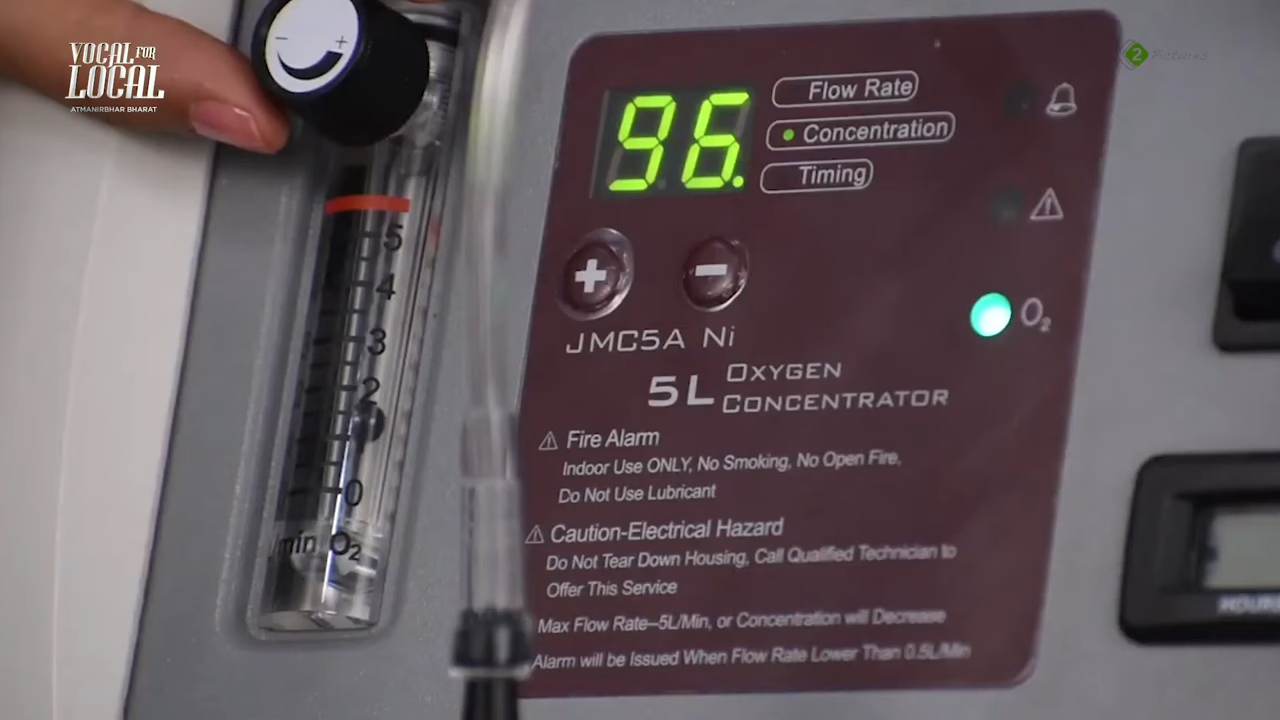 VOCAL FOR
LOCAL
ATMANIRBHAR BHARAT
2 Pictures
96.
Flow Rate
Concentration
Timing
+
-
5
4
3
2
0
min O₂
JMC5A Ni
O₂
5L OXYGEN
CONCENTRATOR
Fire Alarm
Indoor Use ONLY, No Smoking, No Open Fire,
Do Not Use Lubricant
Caution-Electrical Hazard
Do Not Tear Down Housing, Call Qualified Technician to
Offer This Service
Max Flow Rate–5L/Min, or Concentration will Decrease
Alarm will be Issued When Flow Rate Lower Than 0.5L/Min
HOURS